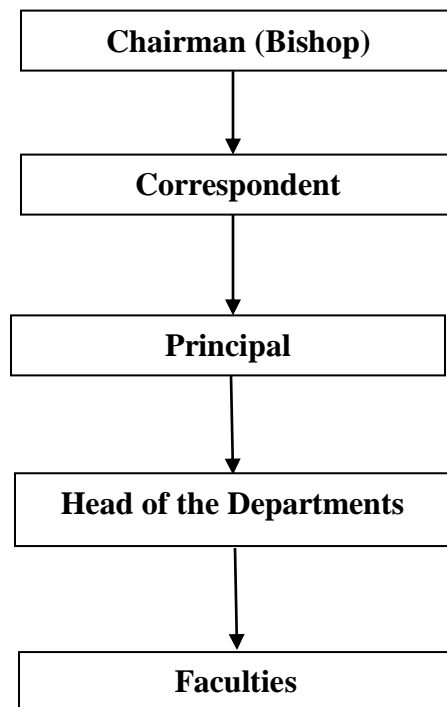 Chairman (Bishop)
Correspondent
Principal
Head of the Departments
Faculties